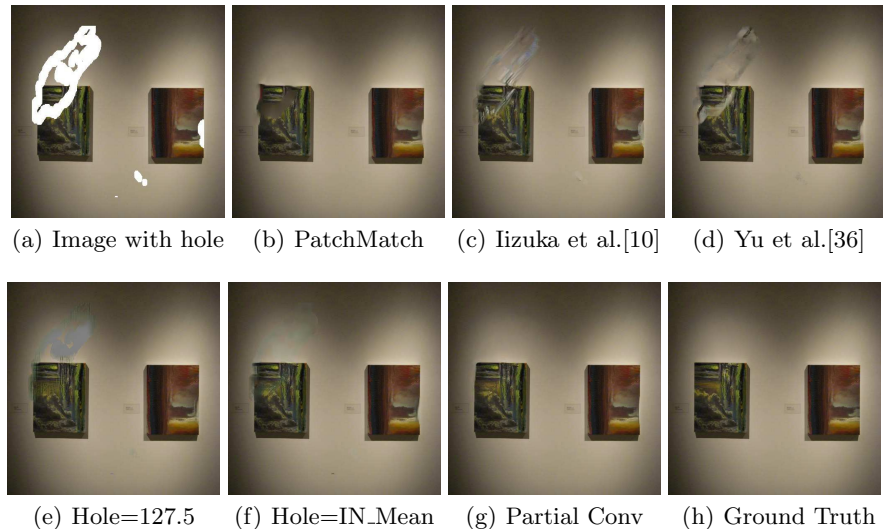 (a) Image with hole (b) PatchMatch (c) Iizuka et al.[10] (d) Yu et al.[36]
(e) Hole=127.5 (f) Hole=IN_Mean (g) Partial Conv (h) Ground Truth